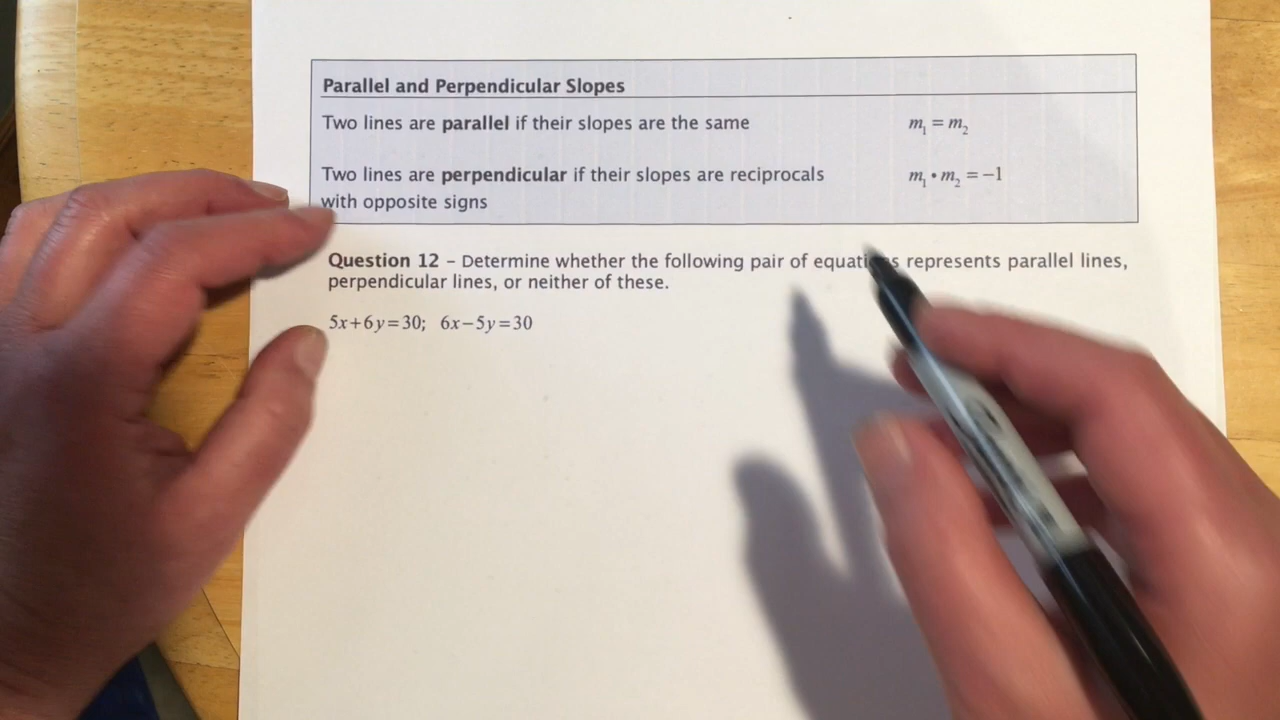 Parallel and Perpendicular Slopes
Two lines are parallel if their slopes are the same m₁ = m₂
Two lines are perpendicular if their slopes are reciprocals m₁ • m₂ = −1
with opposite signs
Question 12 – Determine whether the following pair of equations represents parallel lines,
perpendicular lines, or neither of these.
5x+6y=30; 6x−5y=30